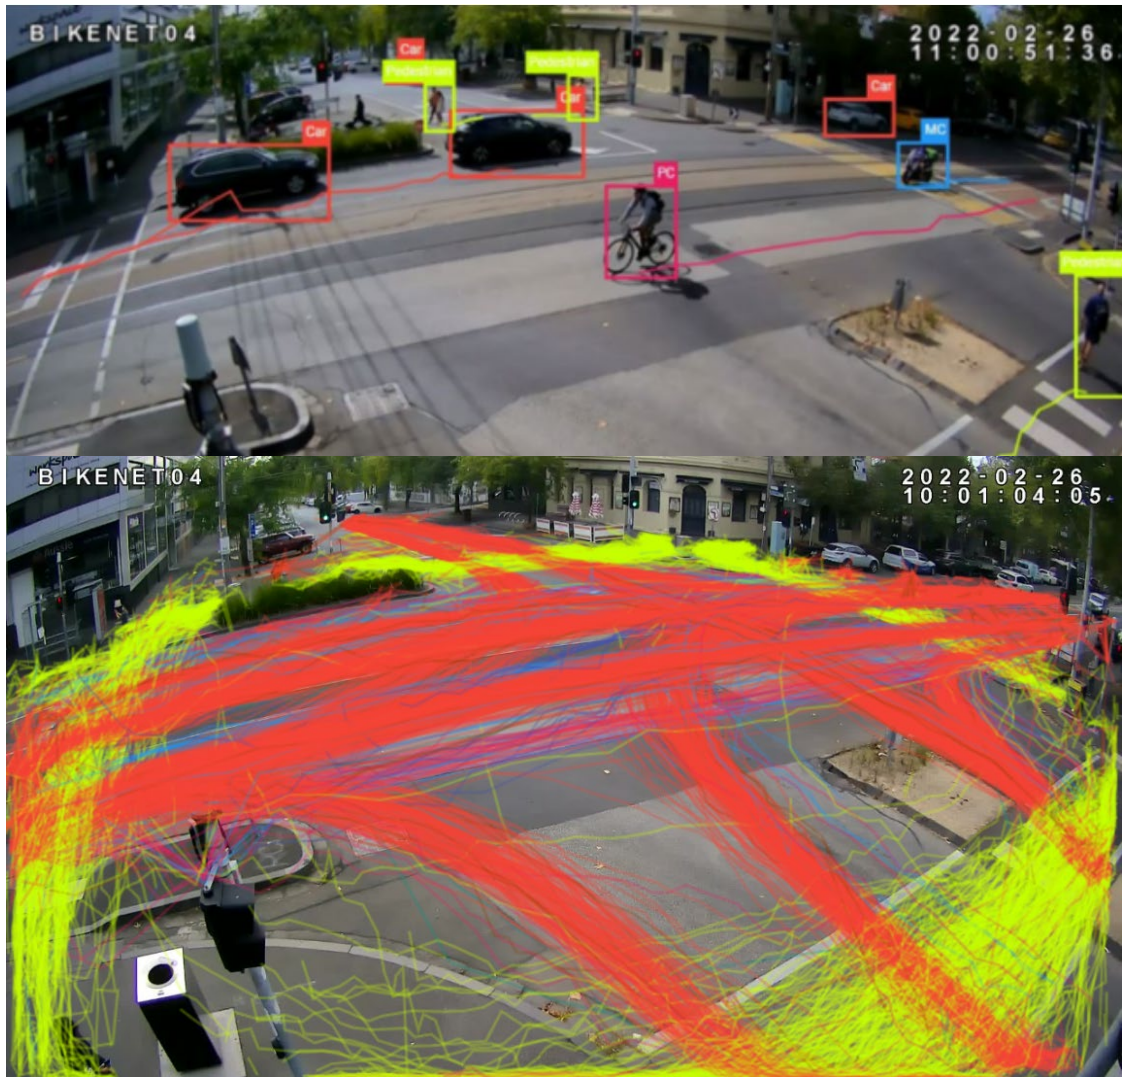 BIKENET04
2022-02-26
11:00:51:36
Car
Pedestrian
Pedestrian
Car
Car
Car
MC
PC
Pedestrian
BIKENET04
2022-02-26
10:01:04:05